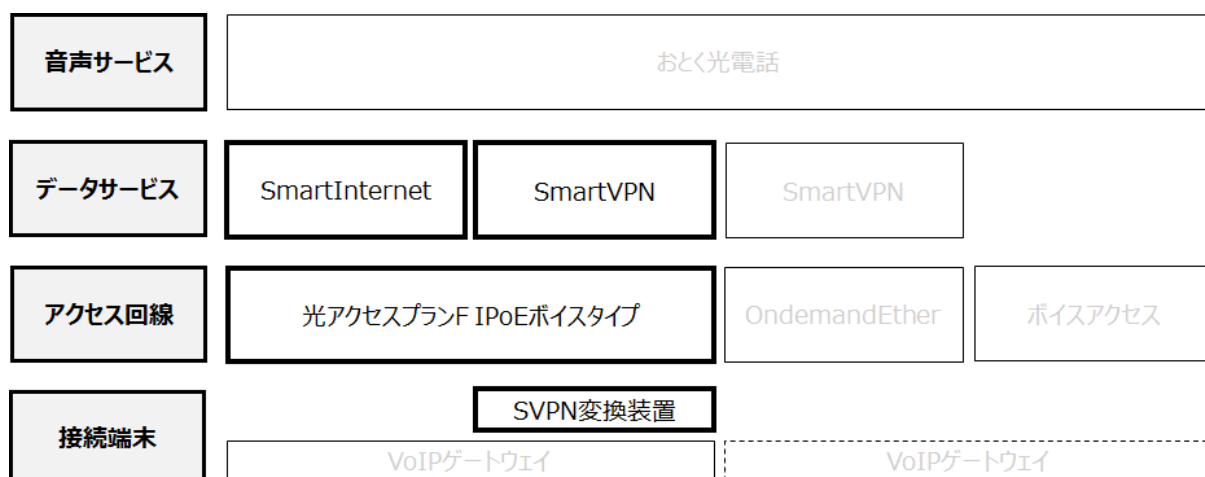 音声サービス
おとく光電話
データサービス
SmartInternet
SmartVPN
SmartVPN
アクセス回線
光アクセスプランF IPoEボイスタイプ
OndemandEther
ボイスアクセス
接続端末
SVPN変換装置
VoIPゲートウェイ
VoIPゲートウェイ